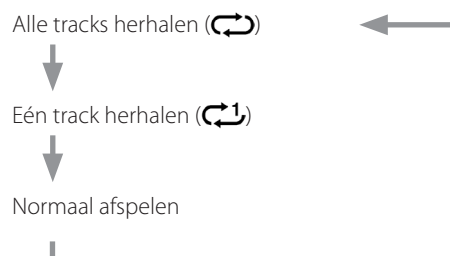 Alle tracks herhalen (🔁)
Eén track herhalen (🔂)
Normaal afspelen